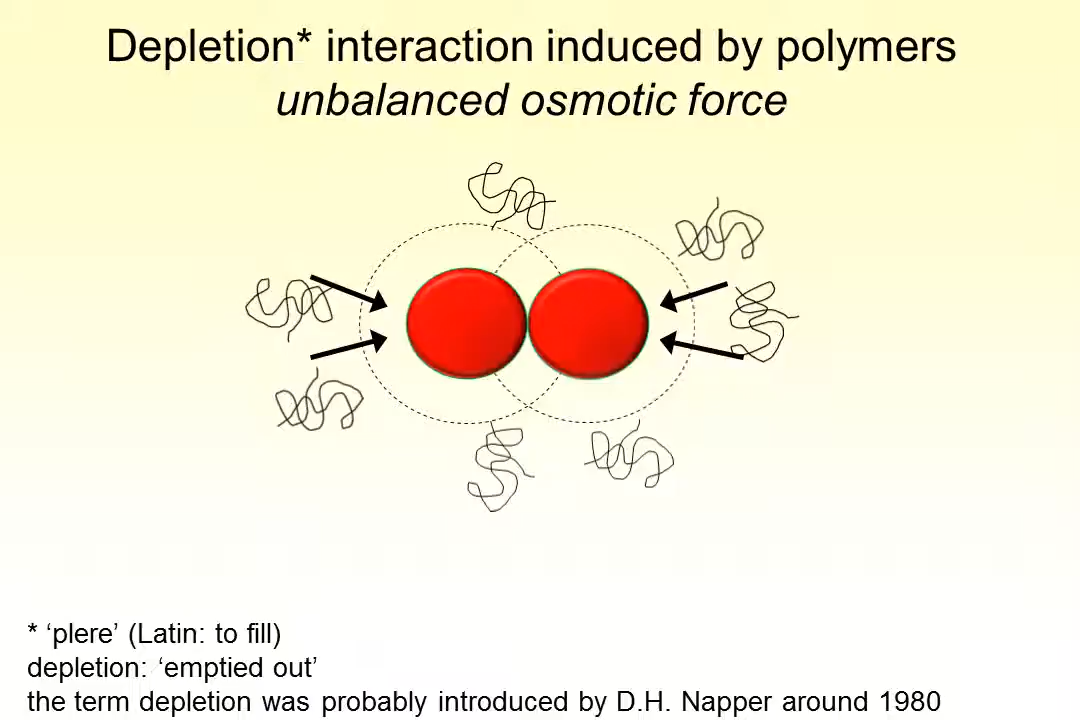 Depletion* interaction induced by polymers
unbalanced osmotic force
* ‘plere’ (Latin: to fill)
depletion: ‘emptied out’
the term depletion was probably introduced by D.H. Napper around 1980